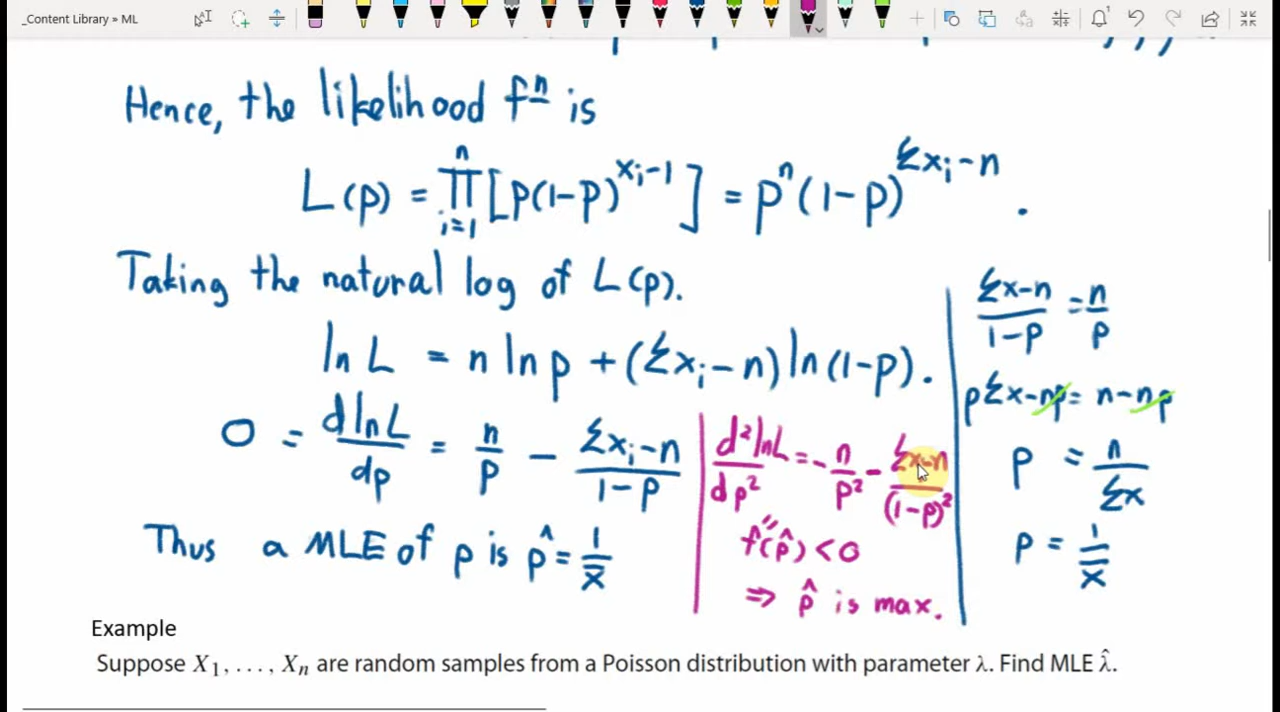 _Content Library » ML
Hence, the likelihood fⁿ is
L(p) = ∏ᵢ₌₁ⁿ [p(1-p)^(xᵢ-1)] = pⁿ(1-p)^(Σxᵢ-n).
Taking the natural log of L(p).
ln L = n ln p + (Σxᵢ - n) ln (1-p).
0 = d lnL/dp = n/p - (Σxᵢ-n)/(1-p)
Thus a MLE of p is p̂ = 1/x̄
d² lnL/dp² = -n/p² - (Σx-n)/(1-p)²
f''(p̂) < 0
⇒ p̂ is max.
(Σx-n)/(1-p) = n/p
pΣx-np = n-np
p = n/Σx
p = 1/x̄
Example
Suppose X₁, . . . , Xₙ are random samples from a Poisson distribution with parameter λ. Find MLE λ̂.